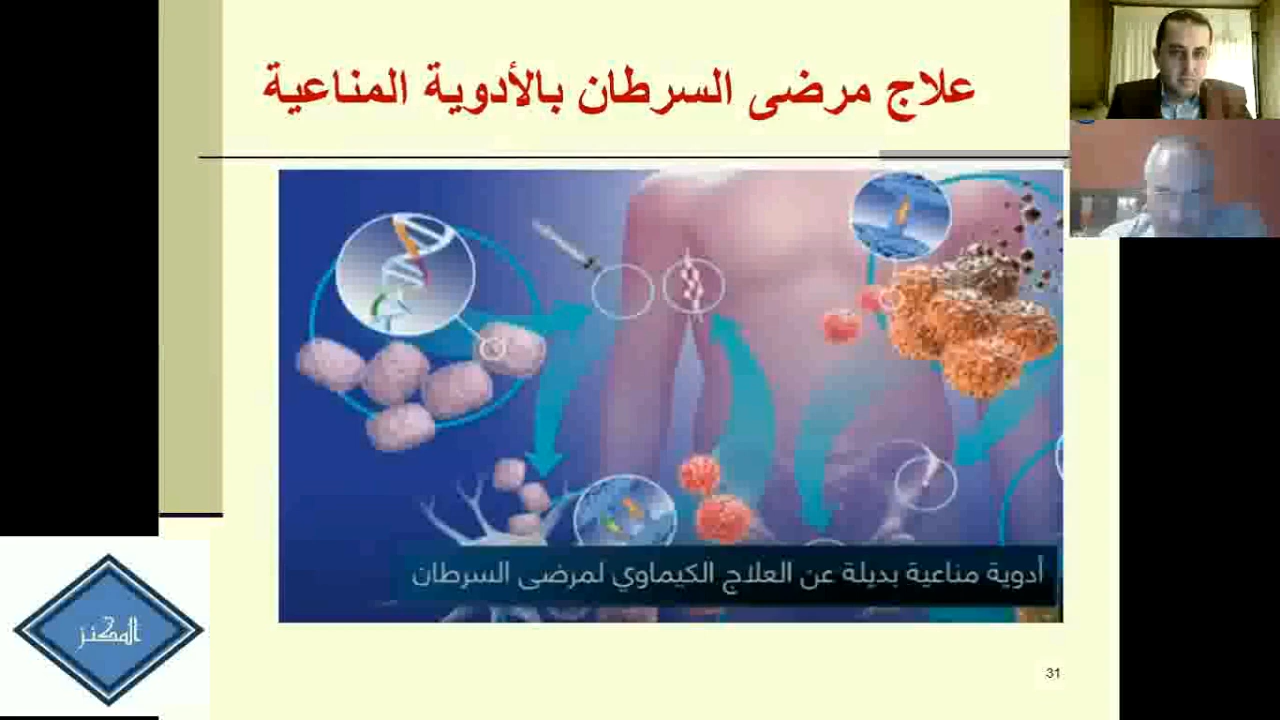 علاج مرضى السرطان بالأدوية المناعية
أدوية مناعية بديلة عن العلاج الكيماوي لمرضى السرطان
31
المكنز